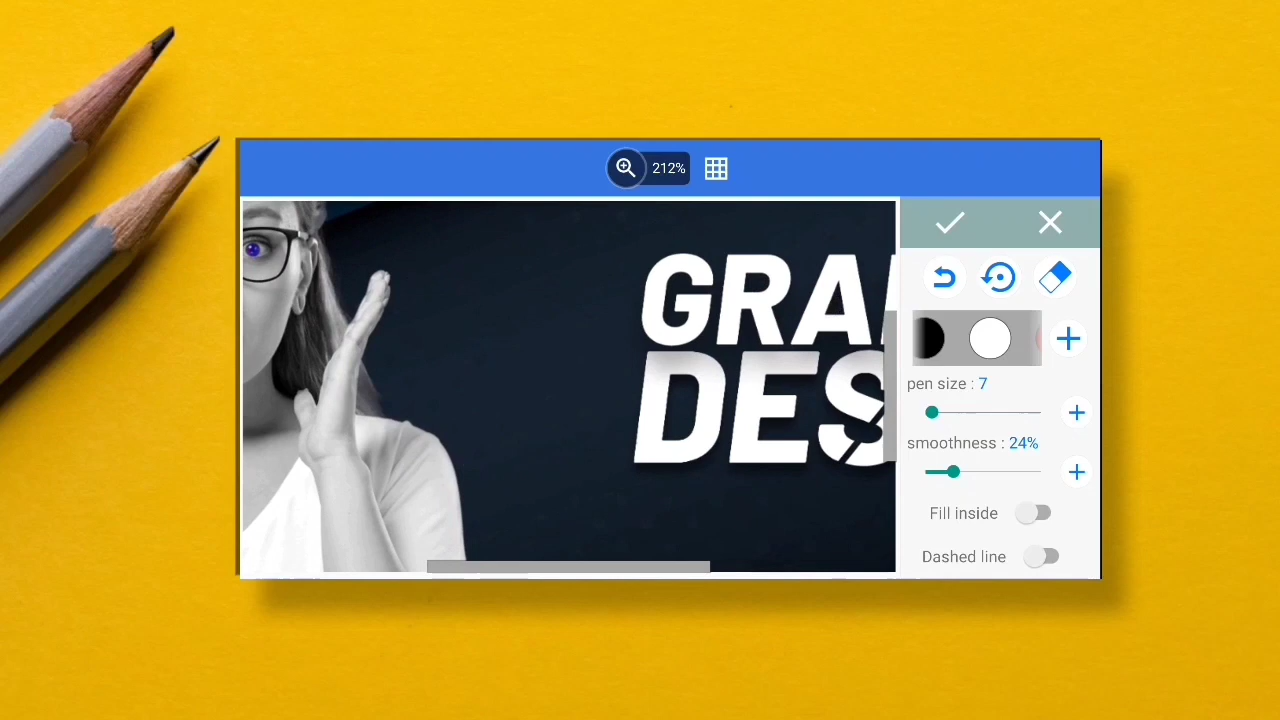 212%
GRA
DES
pen size : 7
smoothness : 24%
Fill inside
Dashed line